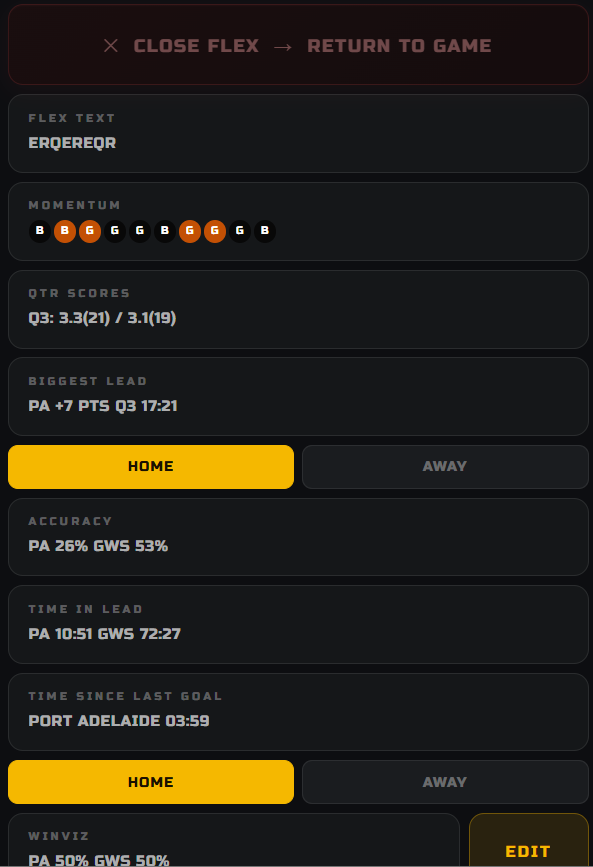 × CLOSE FLEX → RETURN TO GAME
FLEX TEXT
ERQEREQR
MOMENTUM
B B G G G B G G G B
QTR SCORES
Q3: 3.3(21) / 3.1(19)
BIGGEST LEAD
PA +7 PTS Q3 17:21
HOME AWAY
ACCURACY
PA 26% GWS 53%
TIME IN LEAD
PA 10:51 GWS 72:27
TIME SINCE LAST GOAL
PORT ADELAIDE 03:59
HOME AWAY
WINVIZ
PA 50% GWS 50%
EDIT